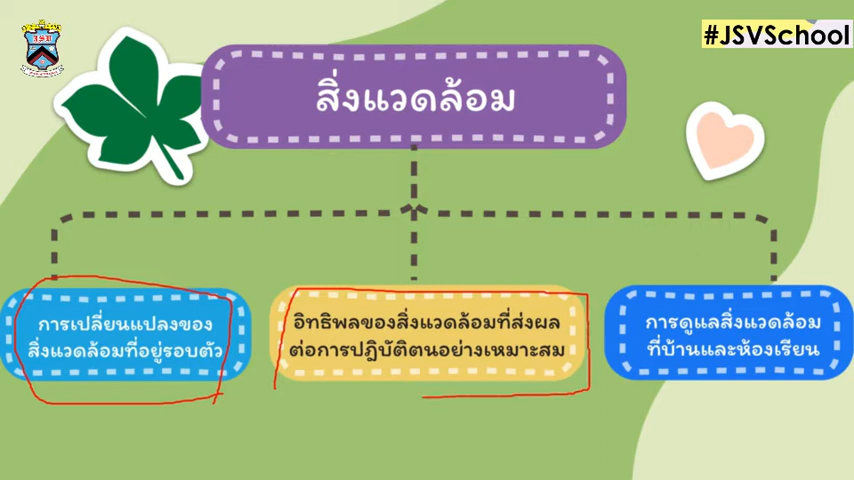 #JSVSchool
J.S.V
สิ่งแวดล้อม
การเปลี่ยนแปลงของ
สิ่งแวดล้อมที่อยู่รอบตัว
อิทธิพลของสิ่งแวดล้อมที่ส่งผล
ต่อการปฏิบัติตนอย่างเหมาะสม
การดูแลสิ่งแวดล้อม
ที่บ้านและห้องเรียน